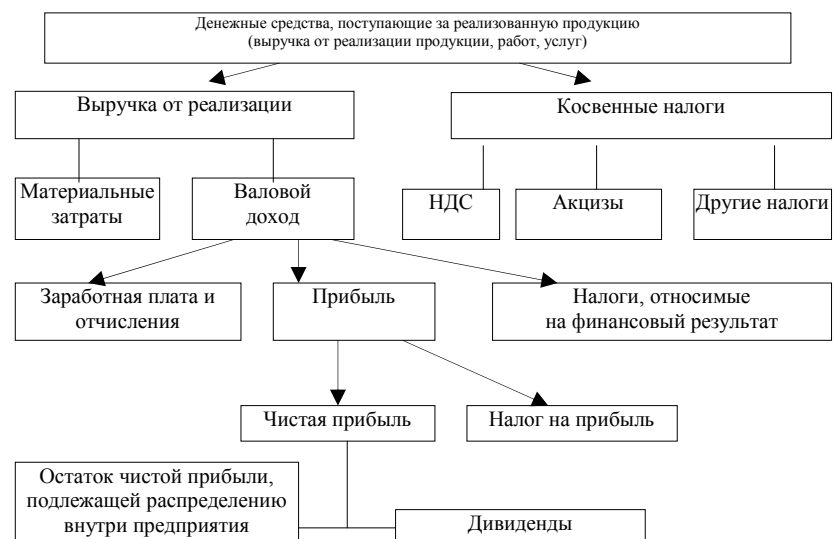 Денежные средства, поступающие за реализованную продукцию
(выручка от реализации продукции, работ, услуг)
Выручка от реализации
Косвенные налоги
Материальные
затраты
Валовой
доход
НДС
Акцизы
Другие налоги
Заработная плата и
отчисления
Прибыль
Налоги, относимые
на финансовый результат
Чистая прибыль
Налог на прибыль
Остаток чистой прибыли,
подлежащей распределению
внутри предприятия
Дивиденды